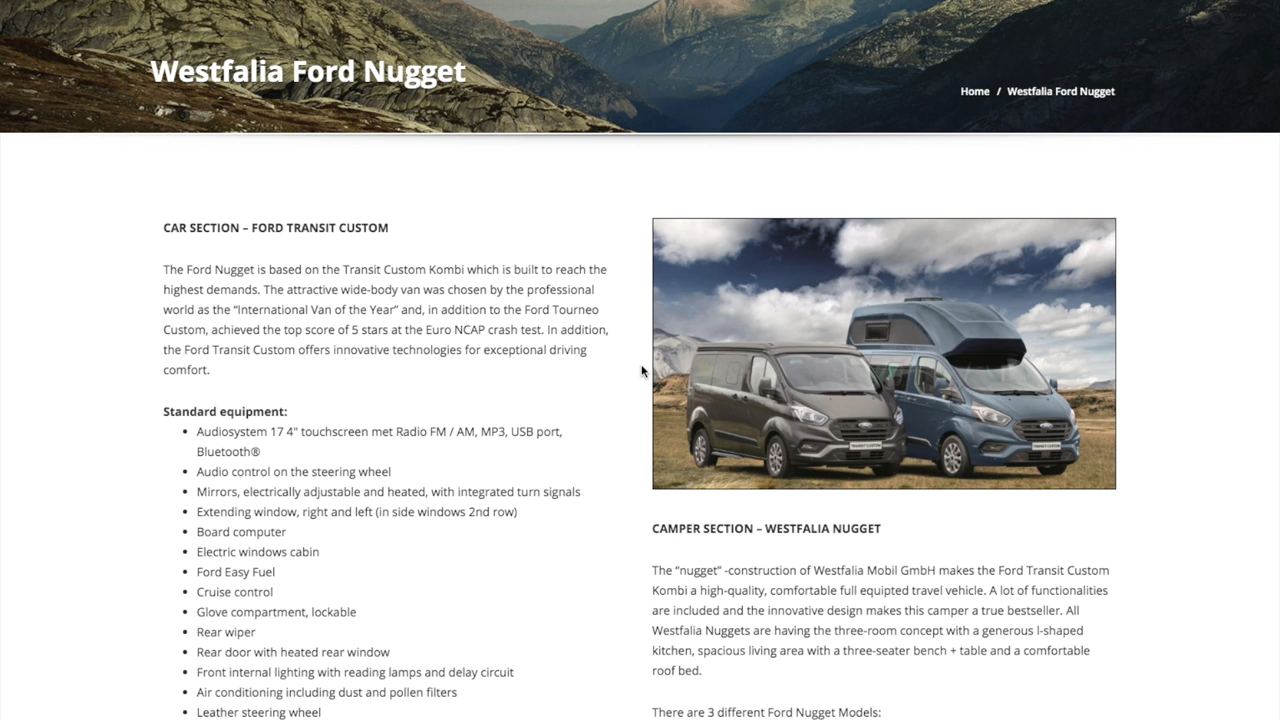 Westfalia Ford Nugget
Home / Westfalia Ford Nugget
CAR SECTION – FORD TRANSIT CUSTOM
The Ford Nugget is based on the Transit Custom Kombi which is built to reach the
highest demands. The attractive wide-body van was chosen by the professional
world as the “International Van of the Year” and, in addition to the Ford Tourneo
Custom, achieved the top score of 5 stars at the Euro NCAP crash test. In addition,
the Ford Transit Custom offers innovative technologies for exceptional driving
comfort.
Standard equipment:
• Audiosystem 17 4" touchscreen met Radio FM / AM, MP3, USB port,
Bluetooth®
• Audio control on the steering wheel
• Mirrors, electrically adjustable and heated, with integrated turn signals
• Extending window, right and left (in side windows 2nd row)
• Board computer
• Electric windows cabin
• Ford Easy Fuel
• Cruise control
• Glove compartment, lockable
• Rear wiper
• Rear door with heated rear window
• Front internal lighting with reading lamps and delay circuit
• Air conditioning including dust and pollen filters
• Leather steering wheel
TRANSIT CUSTOM
TRANSIT CUSTOM
CAMPER SECTION – WESTFALIA NUGGET
The “nugget” -construction of Westfalia Mobil GmbH makes the Ford Transit Custom
Kombi a high-quality, comfortable full equipted travel vehicle. A lot of functionalities
are included and the innovative design makes this camper a true bestseller. All
Westfalia Nuggets are having the three-room concept with a generous l-shaped
kitchen, spacious living area with a three-seater bench + table and a comfortable
roof bed.
There are 3 different Ford Nugget Models: